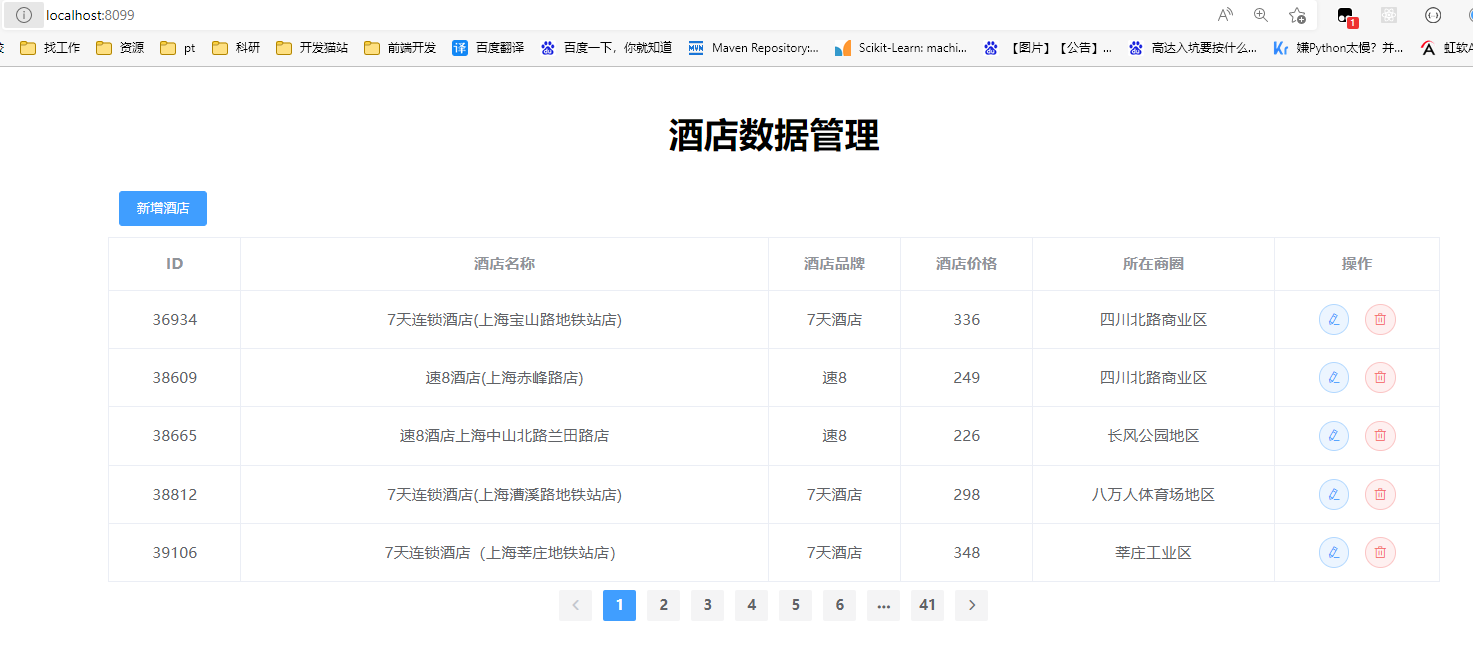 localhost:8099
1
找工作 资源 pt 科研 开发猫站 前端开发 译 百度翻译 百度一下，你就知道 MVN Maven Repository:... Scikit-Learn: machi... 【图片】【公告】... 高达入坑要按什么... Kr 嫌Python太慢？并...
酒店数据管理
新增酒店
ID 酒店名称 酒店品牌 酒店价格 所在商圈 操作
36934 7天连锁酒店(上海宝山路地铁站店) 7天酒店 336 四川北路商业区
38609 速8酒店(上海赤峰路店) 速8 249 四川北路商业区
38665 速8酒店上海中山北路兰田路店 速8 226 长风公园地区
38812 7天连锁酒店(上海漕溪路地铁站店) 7天酒店 298 八万人体育场地区
39106 7天连锁酒店（上海莘庄地铁站店） 7天酒店 348 莘庄工业区
1 2 3 4 5 6 ... 41